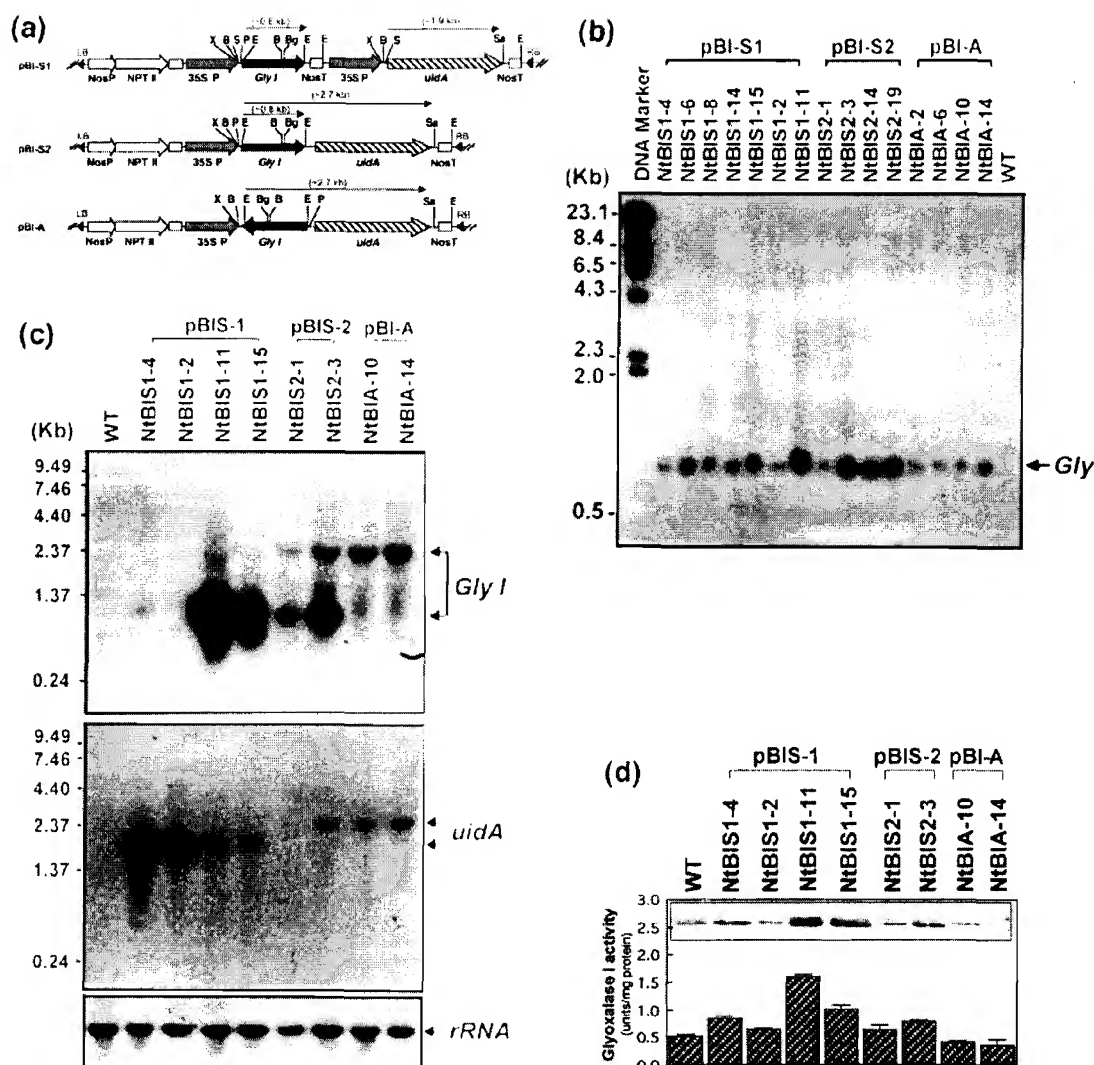 (a)
(~0.8 kb)
(~1.9 kb)
X B S P E B Bg E E X B S Sa E
pBI-S1
LB
NosP NPT II 35S P Gly I NosT 35S P uidA NosT
(~2.7 kb)
(~0.8 kb)
X B P E B Bg E Sa E
pBI-S2
LB RB
NosP NPT II 35S P Gly I uidA NosT
(~2.7 kb)
X B E Bg B E P Sa E
pBI-A
LB RB
NosP NPT II 35S P Gly I uidA NosT
(b)
pBI-S1 pBI-S2 pBI-A
DNA Marker
NtBIS1-4
NtBIS1-6
NtBIS1-8
NtBIS1-14
NtBIS1-15
NtBIS1-2
NtBIS1-11
NtBIS2-1
NtBIS2-3
NtBIS2-14
NtBIS2-19
NtBIA-2
NtBIA-6
NtBIA-10
NtBIA-14
WT
(Kb)
23.1
8.4
6.5
4.3
2.3
2.0
0.5
Gly
(c)
pBIS-1 pBIS-2 pBI-A
WT
NtBIS1-4
NtBIS1-2
NtBIS1-11
NtBIS1-15
NtBIS2-1
NtBIS2-3
NtBIA-10
NtBIA-14
(Kb)
9.49
7.46
4.40
2.37
1.37
0.24
Gly I
9.49
7.46
4.40
2.37
1.37
0.24
uidA
rRNA
(d)
pBIS-1 pBIS-2 pBI-A
WT
NtBIS1-4
NtBIS1-2
NtBIS1-11
NtBIS1-15
NtBIS2-1
NtBIS2-3
NtBIA-10
NtBIA-14
Glyoxalase I activity
(units/mg protein)
3.0
2.5
2.0
1.5
1.0
0.5
0.0